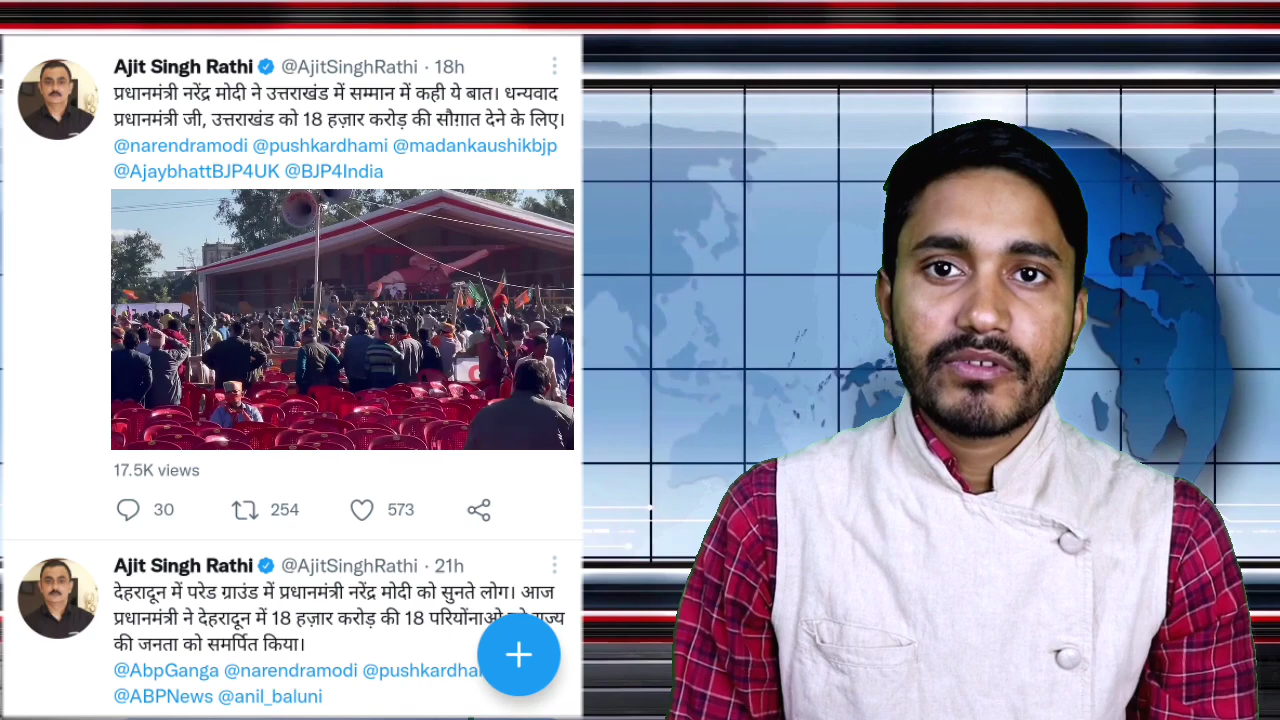 Ajit Singh Rathi @AjitSinghRathi · 18h
प्रधानमंत्री नरेंद्र मोदी ने उत्तराखंड में सम्मान में कही ये बात। धन्यवाद
प्रधानमंत्री जी, उत्तराखंड को 18 हज़ार करोड़ की सौग़ात देने के लिए।
@narendramodi @pushkardhami @madankaushikbjp
@AjaybhattBJP4UK @BJP4India
17.5K views
30 254 573
Ajit Singh Rathi @AjitSinghRathi · 21h
देहरादून में परेड ग्राउंड में प्रधानमंत्री नरेंद्र मोदी को सुनते लोग। आज
प्रधानमंत्री ने देहरादून में 18 हज़ार करोड़ की 18 परियोंनाओ
की जनता को समर्पित किया।
@AbpGanga @narendramodi
@ABPNews @anil_baluni